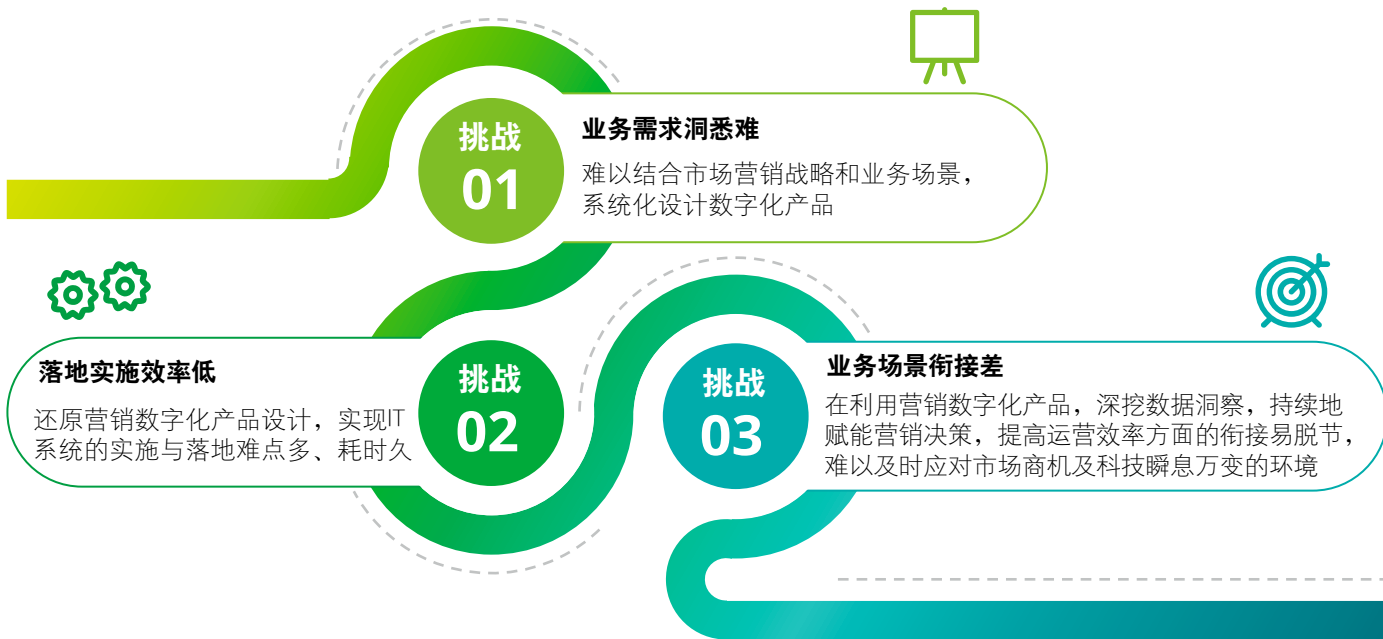 挑战
01
业务需求洞悉难
难以结合市场营销战略和业务场景，
系统化设计数字化产品
落地实施效率低
还原营销数字化产品设计，实现IT
系统的实施与落地难点多、耗时久
挑战
02
挑战
03
业务场景衔接差
在利用营销数字化产品，深挖数据洞察，持续地
赋能营销决策，提高运营效率方面的衔接易脱节，
难以及时应对市场商机及科技瞬息万变的环境